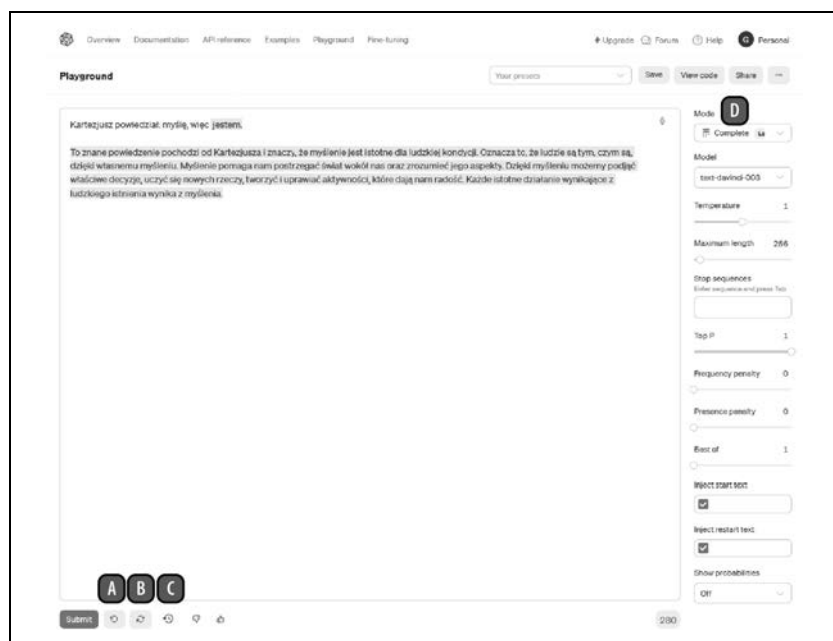 Overview Documentation API reference Examples Playground Fine-tuning Upgrade Forum Help G Personal
Playground Your presets Save View code Share ...
Kartezjusz powiedział: myślę, więc jestem.
To znane powiedzenie pochodzi od Kartezjusza i znaczy, że myślenie jest istotne dla ludzkiej kondycji. Oznacza to, że ludzie są tym, czym są,
dzięki własnemu myśleniu. Myślenie pomaga nam postrzegać świat wokół nas oraz zrozumieć jego aspekty. Dzięki myśleniu możemy podjąć
właściwe decyzje, uczyć się nowych rzeczy, tworzyć i uprawiać aktywności, które dają nam radość. Każde istotne działanie wynikające z
ludzkiego istnienia wynika z myślenia.
Mode D
Complete
Model
text-davinci-003
Temperature 1
Maximum length 256
Stop sequences
Enter sequence and press Tab
Top P 1
Frequency penalty 0
Presence penalty 0
Best of 1
Inject start text
Inject restart text
Show probabilities
Off
A B C
Submit 280